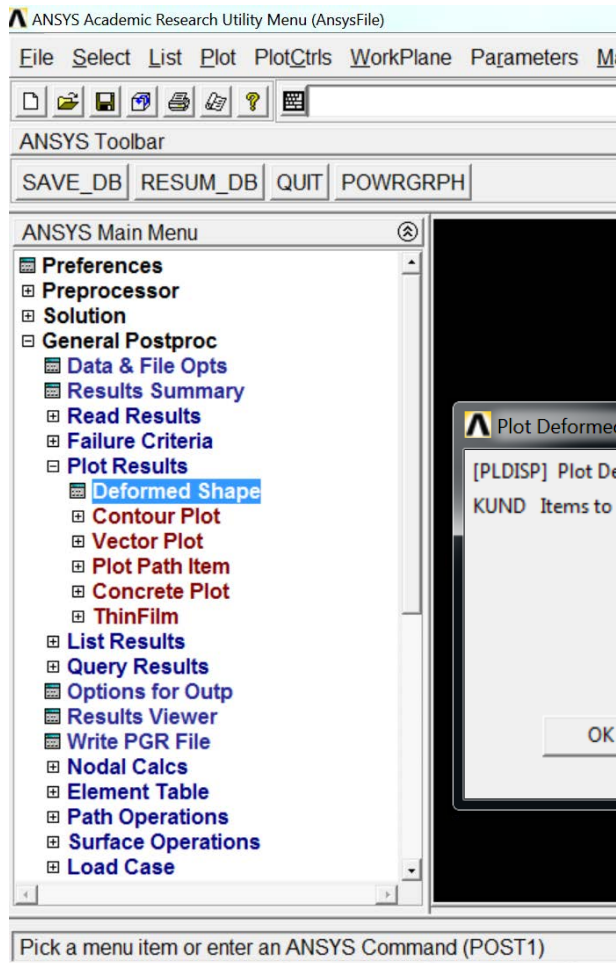 ANSYS Academic Research Utility Menu (AnsysFile)
File Select List Plot PlotCtrls WorkPlane Parameters Ma
ANSYS Toolbar
SAVE_DB RESUM_DB QUIT POWRGRPH
ANSYS Main Menu
Preferences
Preprocessor
Solution
General Postproc
Data & File Opts
Results Summary
Read Results
Failure Criteria
Plot Results
Deformed Shape
Contour Plot
Vector Plot
Plot Path Item
Concrete Plot
ThinFilm
List Results
Query Results
Options for Outp
Results Viewer
Write PGR File
Nodal Calcs
Element Table
Path Operations
Surface Operations
Load Case
Plot Deformed
[PLDISP] Plot De
KUND Items to
OK
Pick a menu item or enter an ANSYS Command (POST1)